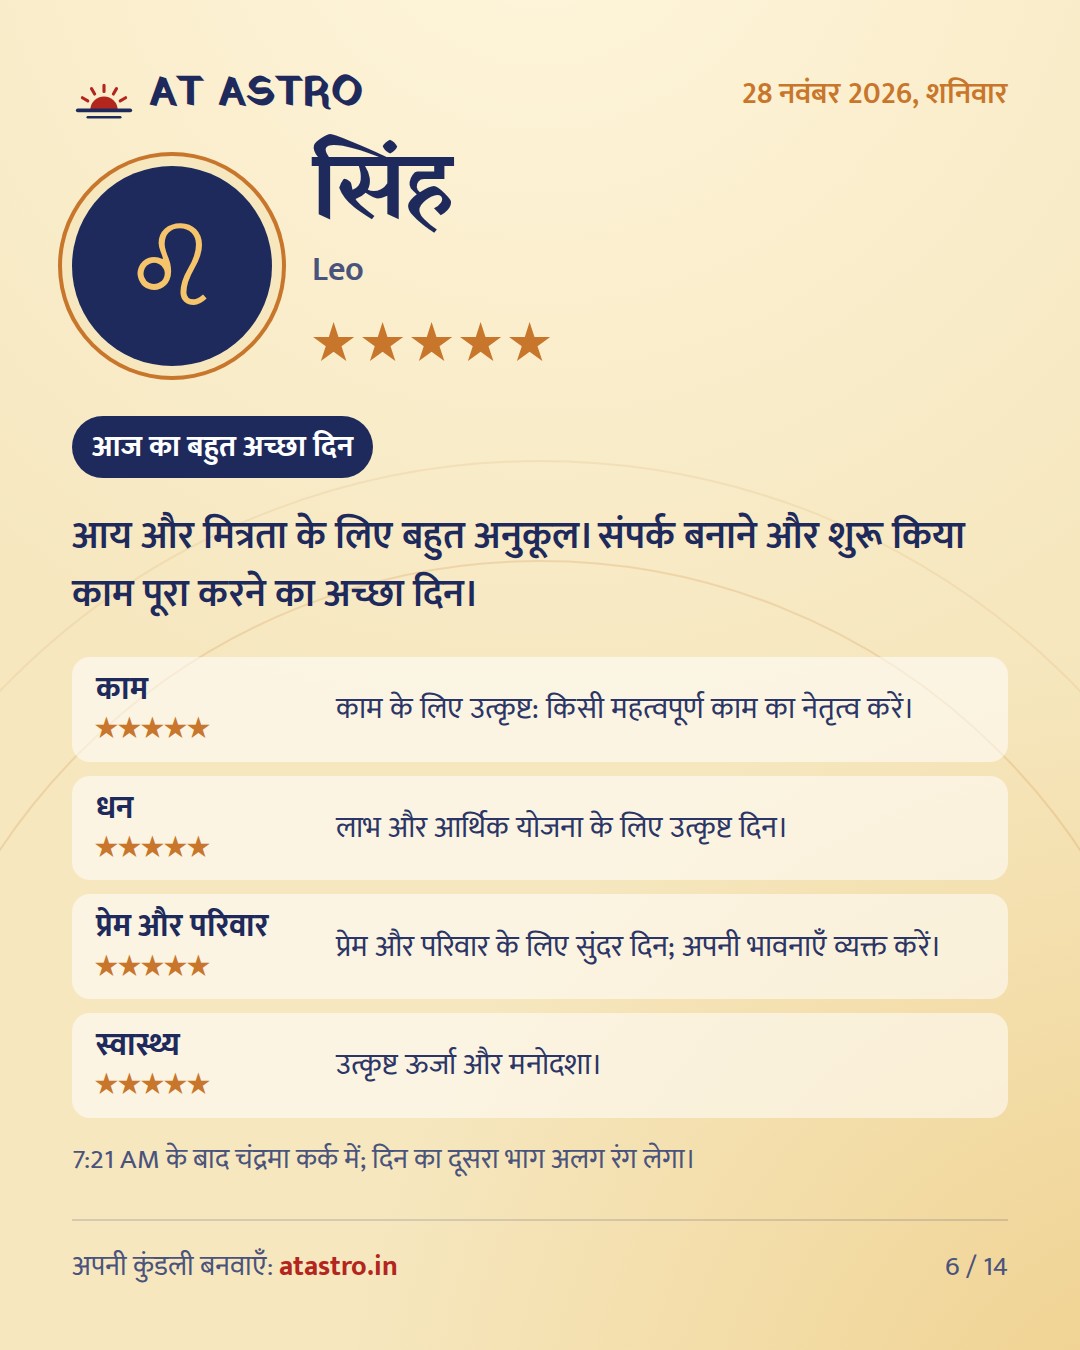 AT ASTRO
28 नवंबर 2026, शनिवार
सिंह
Leo
★★★★★
आज का बहुत अच्छा दिन
आय और मित्रता के लिए बहुत अनुकूल। संपर्क बनाने और शुरू किया
काम पूरा करने का अच्छा दिन।
काम
★★★★★
काम के लिए उत्कृष्ट: किसी महत्वपूर्ण काम का नेतृत्व करें।
धन
★★★★★
लाभ और आर्थिक योजना के लिए उत्कृष्ट दिन।
प्रेम और परिवार
★★★★★
प्रेम और परिवार के लिए सुंदर दिन; अपनी भावनाएँ व्यक्त करें।
स्वास्थ्य
★★★★★
उत्कृष्ट ऊर्जा और मनोदशा।
7:21 AM के बाद चंद्रमा कर्क में; दिन का दूसरा भाग अलग रंग लेगा।
अपनी कुंडली बनवाएँ: atastro.in
6 / 14